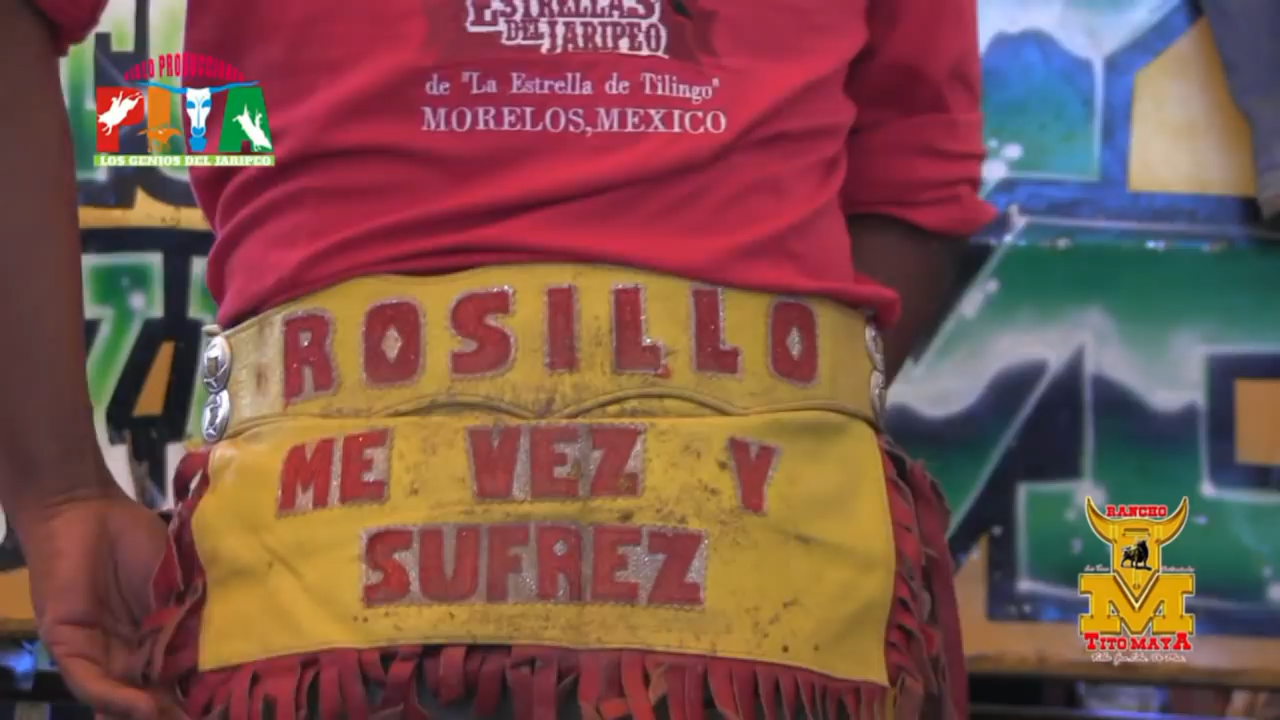 ESTRELLAS
DEL JARIPEO
de "La Estrella de Tilingo"
MORELOS, MEXICO
PITA
LOS GENIOS DEL JARIPEO
ROSILLO
ME VEZ Y
SUFREZ
RANCHO
M
TITO MAYA